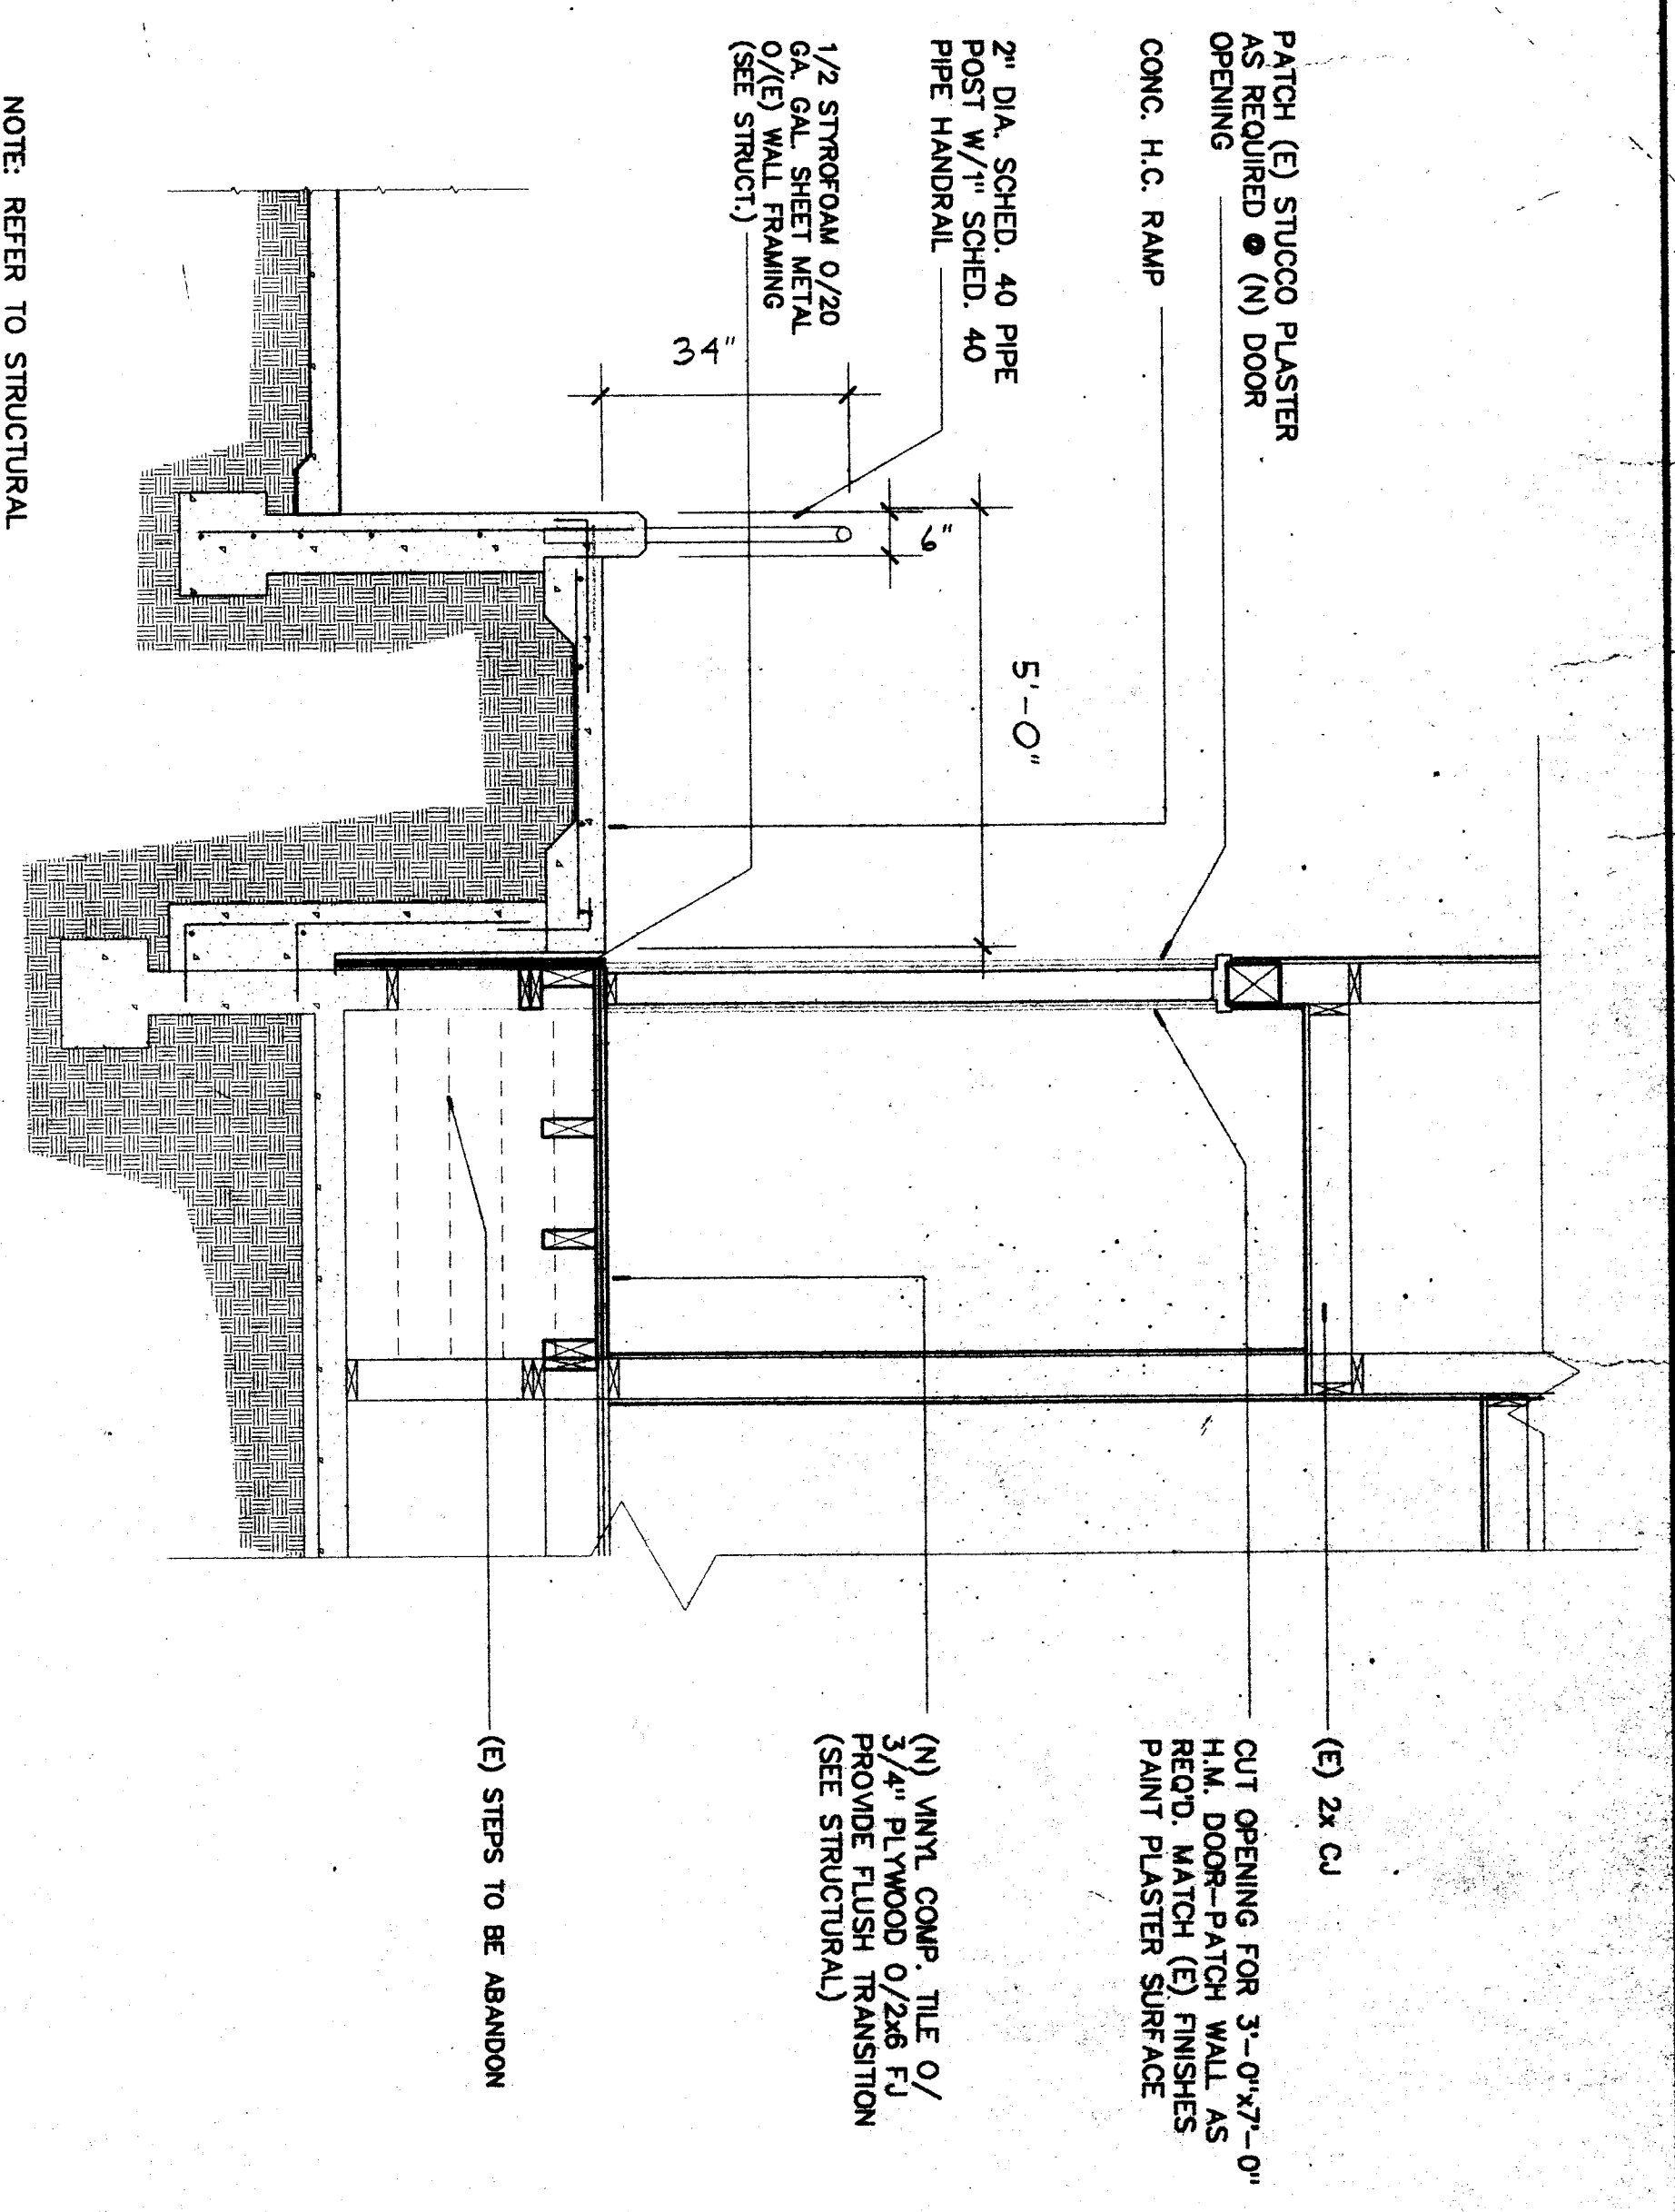 PATCH (E) STUCCO PLASTER
AS REQUIRED @ (N) DOOR
OPENING
CONC. H.C. RAMP
2" DIA. SCHED. 40 PIPE
POST W/1" SCHED. 40
PIPE HANDRAIL
1/2 STYROFOAM O/20
GA. GAL. SHEET METAL
O/(E) WALL FRAMING
(SEE STRUCT.)
34"
6"
5'-0"
(E) 2x CJ
CUT OPENING FOR 3'-0"x7'-0"
H.M. DOOR-PATCH WALL AS
REQ'D. MATCH (E) FINISHES
PAINT PLASTER SURFACE
(N) VINYL COMP. TILE O/
3/4" PLYWOOD O/2x6 FJ
PROVIDE FLUSH TRANSITION
(SEE STRUCTURAL)
(E) STEPS TO BE ABANDON
NOTE: REFER TO STRUCTURAL